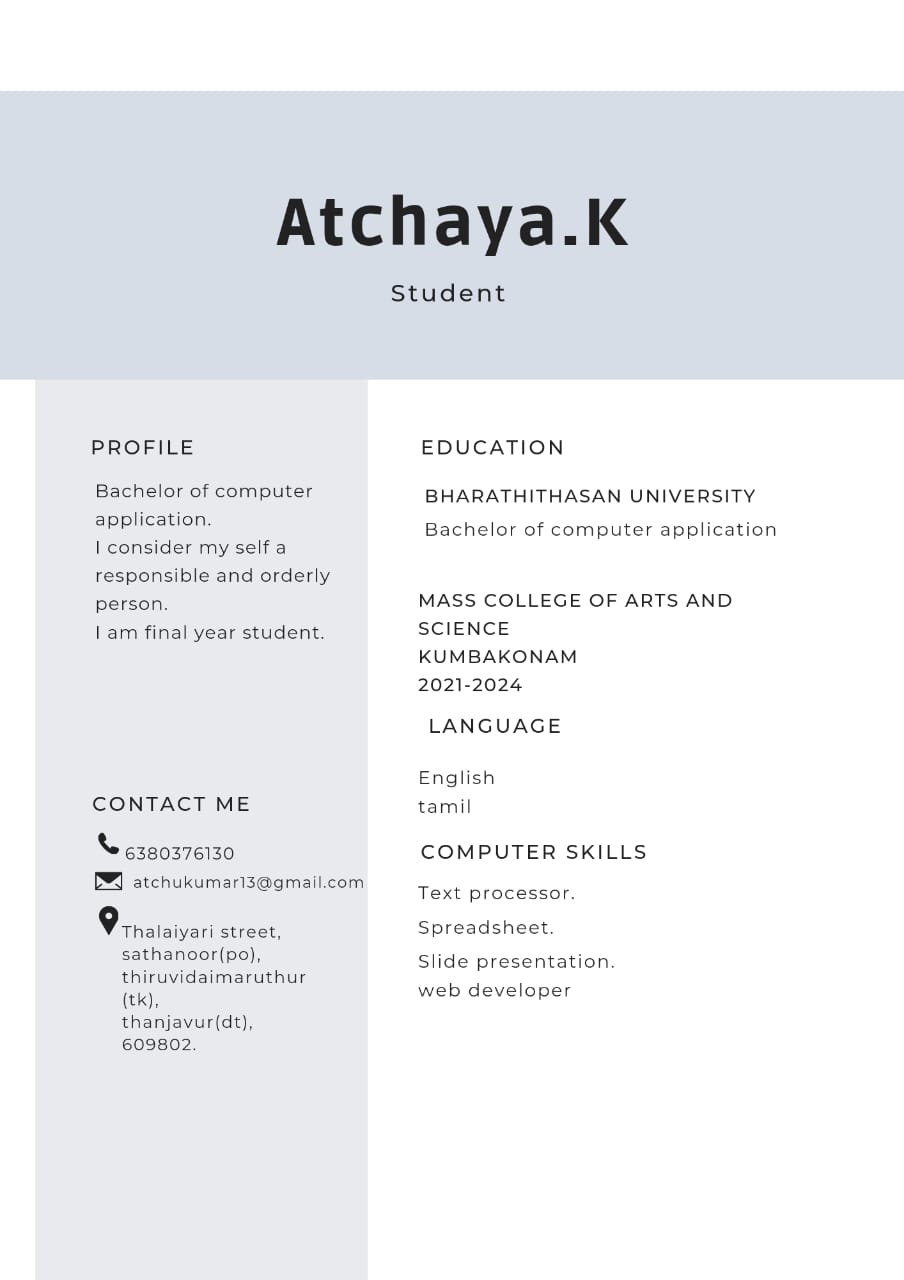 Atchaya.K
Student
PROFILE
Bachelor of computer
application.
I consider my self a
responsible and orderly
person.
I am final year student.
CONTACT ME
6380376130
atchukumar13@gmail.com
Thalaiyari street,
sathanoor(po),
thiruvidaimaruthur
(tk),
thanjavur(dt),
609802.
EDUCATION
BHARATHITHASAN UNIVERSITY
Bachelor of computer application
MASS COLLEGE OF ARTS AND
SCIENCE
KUMBAKONAM
2021-2024
LANGUAGE
English
tamil
COMPUTER SKILLS
Text processor.
Spreadsheet.
Slide presentation.
web developer